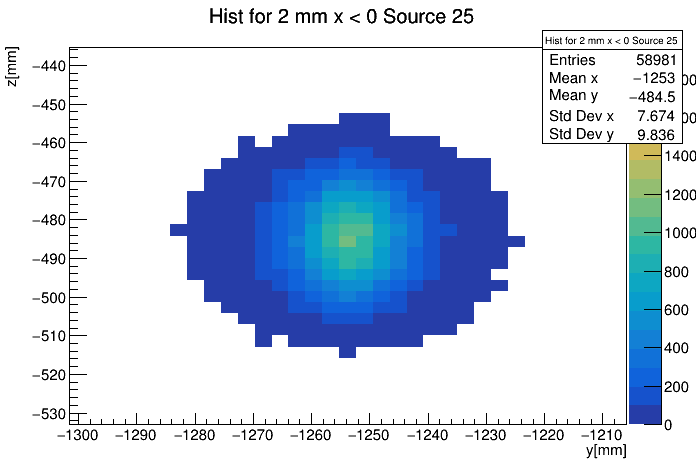 Hist for 2 mm x < 0 Source 25
z[mm]
−440
−450
−460
−470
−480
−490
−500
−510
−520
−530
−1300 −1290 −1280 −1270 −1260 −1250 −1240 −1230 −1220 −1210
y[mm]
Hist for 2 mm x < 0 Source 25
Entries 58981
Mean x −1253
Mean y −484.5
Std Dev x 7.674
Std Dev y 9.836
1400
1200
1000
800
600
400
200
0